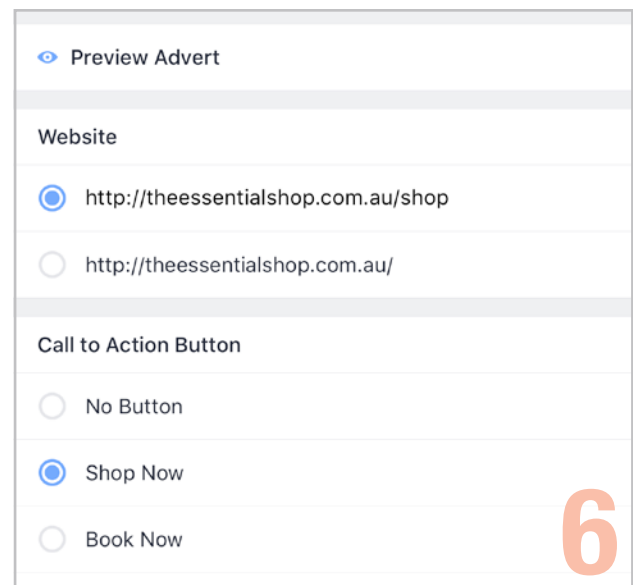 Preview Advert
Website
http://theessentialshop.com.au/shop
http://theessentialshop.com.au/
Call to Action Button
No Button
Shop Now
Book Now
6